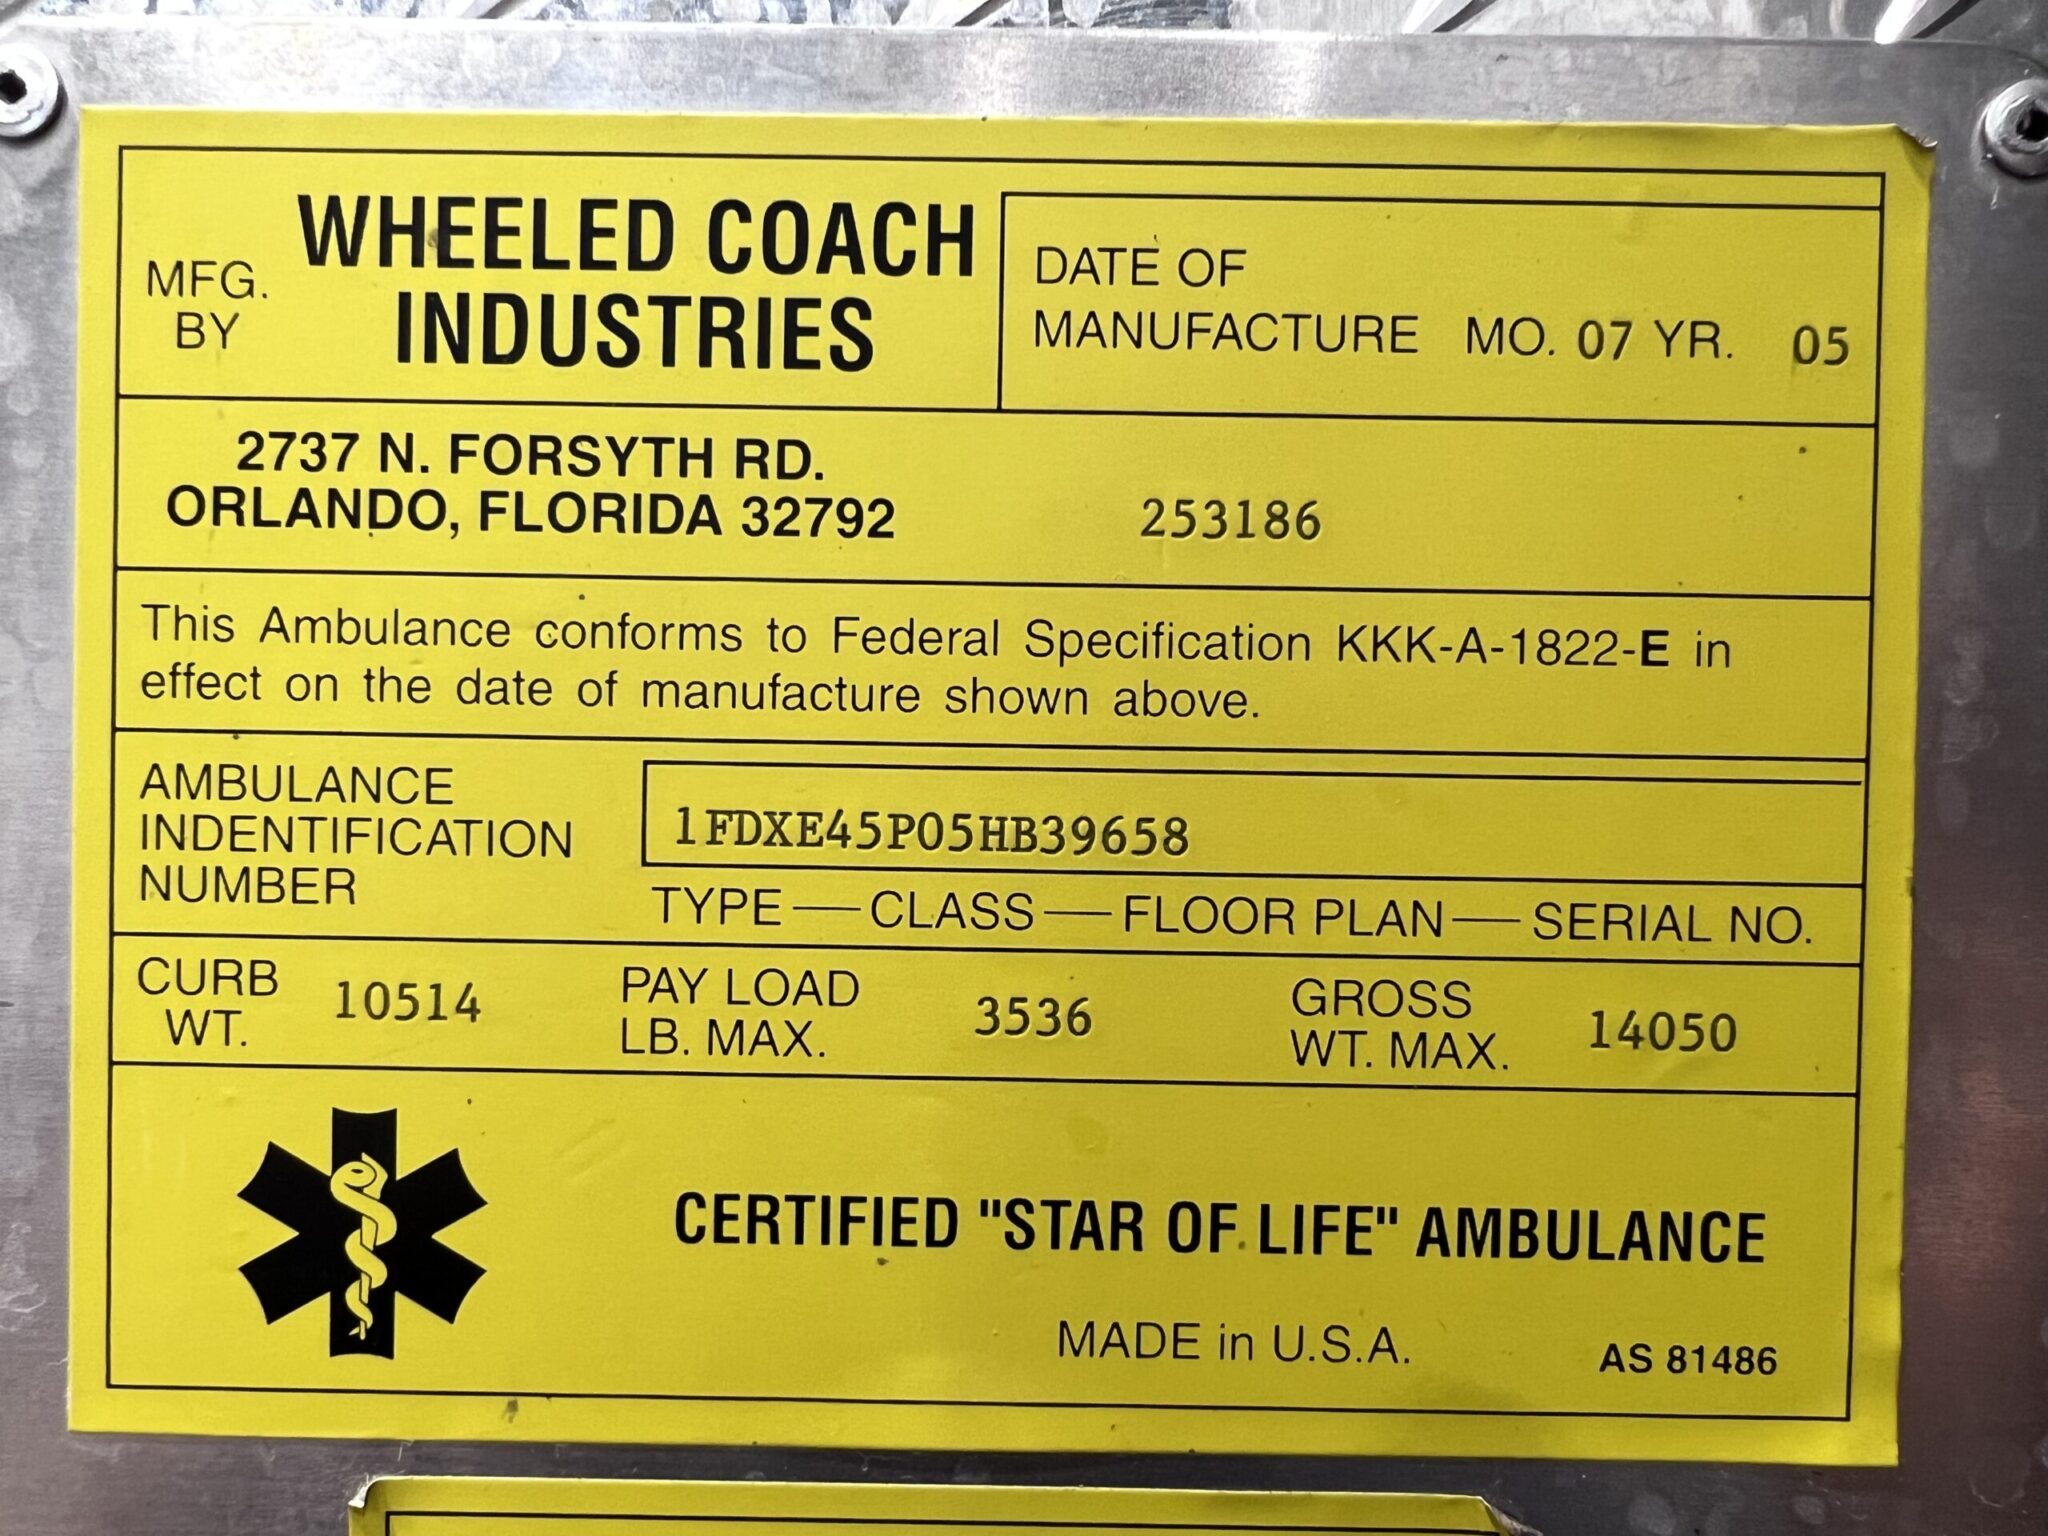 MFG.
BY
WHEELED COACH
INDUSTRIES
DATE OF
MANUFACTURE MO. 07 YR. 05
2737 N. FORSYTH RD.
ORLANDO, FLORIDA 32792
253186
This Ambulance conforms to Federal Specification KKK-A-1822-E in
effect on the date of manufacture shown above.
AMBULANCE
INDENTIFICATION
NUMBER
1FDXE45P05HB39658
TYPE — CLASS — FLOOR PLAN — SERIAL NO.
CURB
WT.
10514
PAY LOAD
LB. MAX.
3536
GROSS
WT. MAX.
14050
CERTIFIED "STAR OF LIFE" AMBULANCE
MADE in U.S.A.
AS 81486